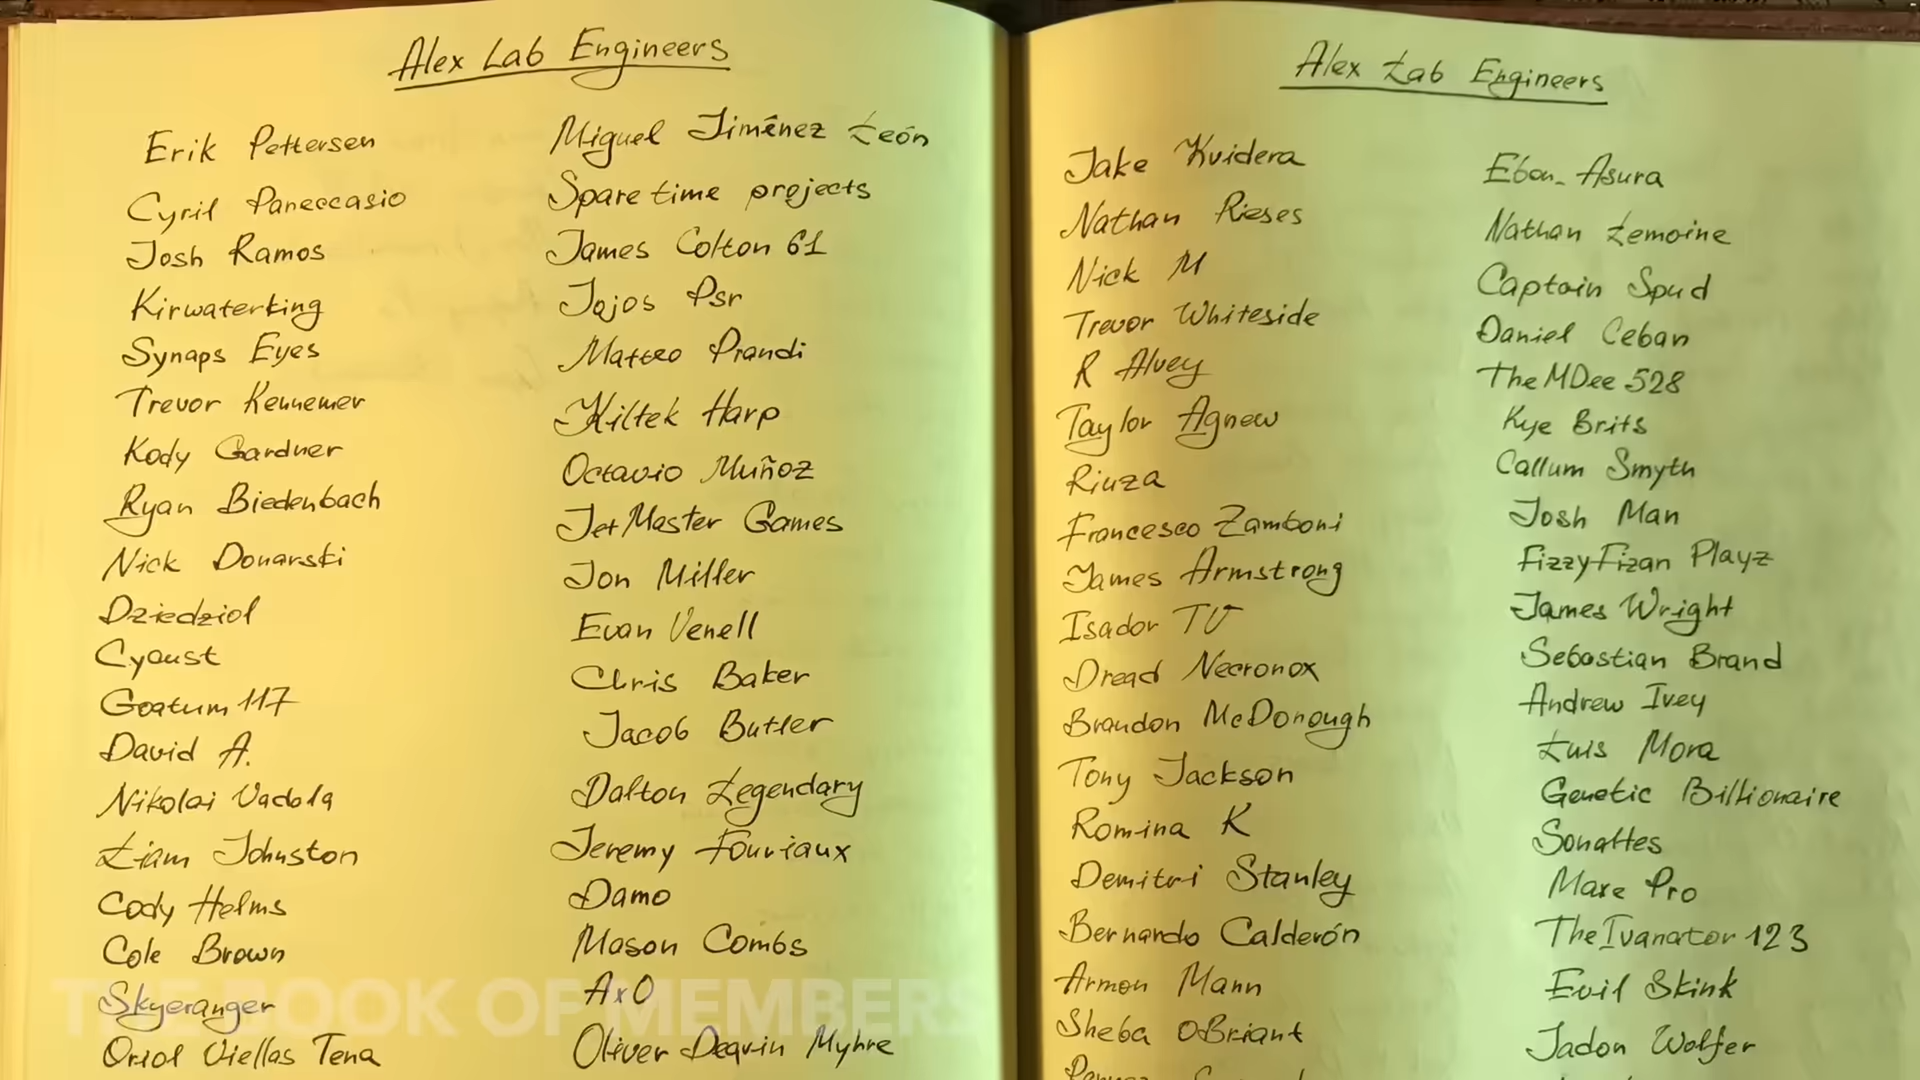 Alex Lab Engineers
Erik Pettersen
Cyril Paneccasio
Josh Ramos
Kirwaterking
Synaps Eyes
Trevor Kennemer
Kody Gardner
Ryan Biedenbach
Nick Donarski
Dziedziol
Cyoust
Goatum 117
David A.
Nikolai Vadola
Liam Johnston
Cody Helms
Cole Brown
Skyeranger
Oriol Viellas Tena
Miguel Jiménez León
Spare time projects
James Colton 61
Jojos Psr
Matteo Prandi
Kiltek Harp
Octavio Muñoz
JetMaster Games
Jon Miller
Evan Venell
Chris Baker
Jacob Butler
Dalton Legendary
Jeremy Fouriaux
Damo
Mason Combs
AxO
Oliver Deqvin Myhre
THE BOOK OF MEMBERS
Alex Lab Engineers
Jake Kvidera
Nathan Rieses
Nick M
Trevor Whiteside
R Alvey
Taylor Agnew
Riuza
Francesco Zamboni
James Armstrong
Isador TV
Dread Necronox
Brandon McDonough
Tony Jackson
Romina K
Demitri Stanley
Bernardo Calderón
Armon Mann
Sheba OBriant
Ebon Asura
Nathan Lemoine
Captain Spud
Daniel Ceban
TheMDee528
Kye Brits
Callum Smyth
Josh Man
FizzyFizan Playz
James Wright
Sebastian Brand
Andrew Ivey
Luis Mora
Genetic Billionaire
Sonattes
Maxe Pro
TheIvanator 123
Evil Skink
Jadon Wolfer